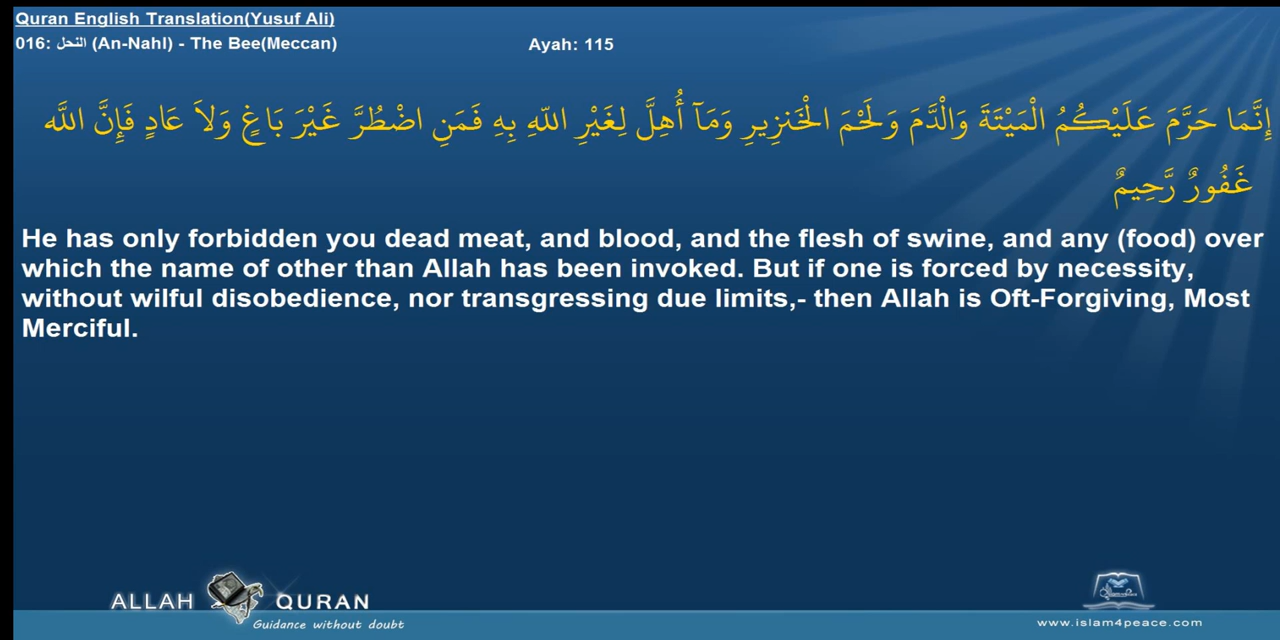 Quran English Translation(Yusuf Ali)
016: النحل (An-Nahl) - The Bee(Meccan) Ayah: 115
إِنَّمَا حَرَّمَ عَلَيْكُمُ الْمَيْتَةَ وَالْدَّمَ وَلَحْمَ الْخَنزِيرِ وَمَآ أُهِلَّ لِغَيْرِ اللّهِ بِهِ فَمَنِ اضْطُرَّ غَيْرَ بَاغٍ وَلاَ عَادٍ فَإِنَّ اللَّه
غَفُورٌ رَّحِيمٌ
He has only forbidden you dead meat, and blood, and the flesh of swine, and any (food) over
which the name of other than Allah has been invoked. But if one is forced by necessity,
without wilful disobedience, nor transgressing due limits,- then Allah is Oft-Forgiving, Most
Merciful.
ALLAH QURAN
Guidance without doubt
www.islam4peace.com